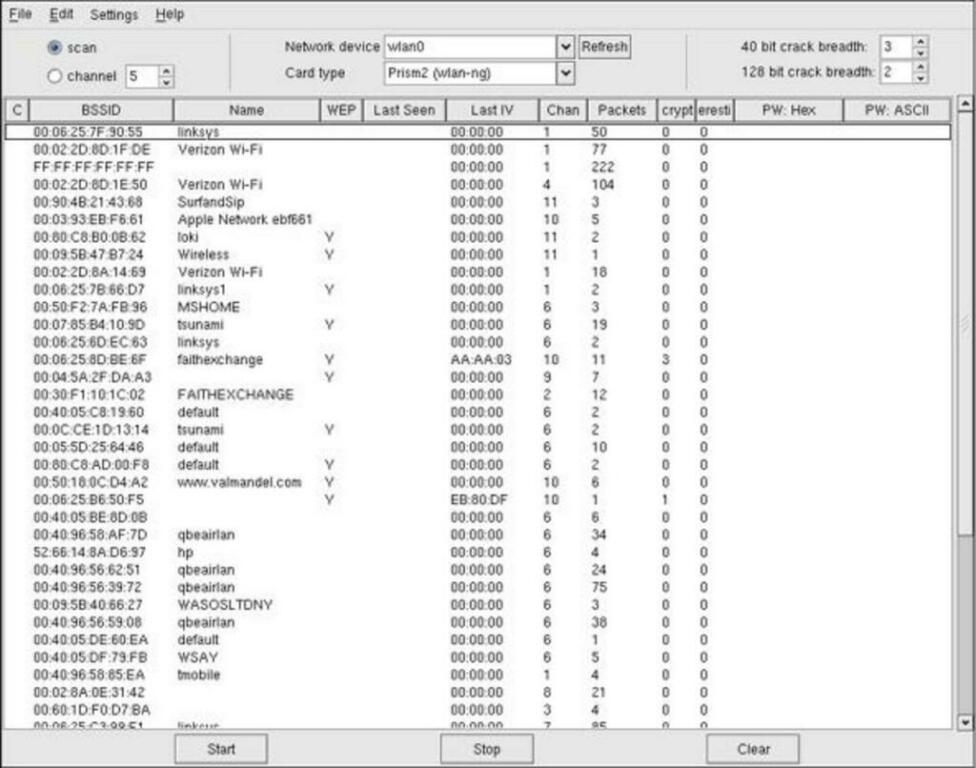 File Edit Settings Help
scan Network device wlan0 Refresh 40 bit crack breadth: 3
channel 5 Card type Prism2 (wlan-ng) 128 bit crack breadth: 2
C BSSID Name WEP Last Seen Last IV Chan Packets crypt eresti PW: Hex PW: ASCII
00:06:25:7F:90:55 linksys 00:00:00 1 50 0 0
00:02:2D:8D:1F:DE Verizon Wi-Fi 00:00:00 1 77 0 0
FF:FF:FF:FF:FF:FF 00:00:00 1 222 0 0
00:02:2D:8D:1E:50 Verizon Wi-Fi 00:00:00 4 104 0 0
00:90:4B:21:43:68 SurfandSip 00:00:00 11 3 0 0
00:03:93:EB:F6:61 Apple Network ebf661 00:00:00 10 5 0 0
00:80:C8:B0:0B:62 loki Y 00:00:00 11 2 0 0
00:09:5B:47:B7:24 Wireless Y 00:00:00 11 1 0 0
00:02:2D:8A:14:69 Verizon Wi-Fi 00:00:00 1 18 0 0
00:06:25:7B:66:D7 linksys1 Y 00:00:00 1 2 0 0
00:50:F2:7A:FB:96 MSHOME 00:00:00 6 3 0 0
00:07:85:B4:10:9D tsunami Y 00:00:00 6 19 0 0
00:06:25:6D:EC:63 linksys 00:00:00 6 2 0 0
00:06:25:8D:BE:6F faithexchange Y AA:AA:03 10 11 3 0
00:04:5A:2F:DA:A3 Y 00:00:00 9 7 0 0
00:30:F1:10:1C:02 FAITHEXCHANGE 00:00:00 2 12 0 0
00:40:05:C8:19:60 default 00:00:00 6 2 0 0
00:0C:CE:1D:13:14 tsunami Y 00:00:00 6 2 0 0
00:05:5D:25:64:46 default 00:00:00 6 10 0 0
00:80:C8:AD:00:F8 default Y 00:00:00 6 2 0 0
00:50:18:0C:D4:A2 www.valmandel.com Y 00:00:00 10 6 0 0
00:06:25:B6:50:F5 Y EB:80:DF 10 1 1 0
00:40:05:BE:8D:0B 00:00:00 6 6 0 0
00:40:96:58:AF:7D qbeairlan 00:00:00 6 34 0 0
52:66:14:8A:D6:97 hp 00:00:00 6 4 0 0
00:40:96:56:62:51 qbeairlan 00:00:00 6 24 0 0
00:40:96:56:39:72 qbeairlan 00:00:00 6 75 0 0
00:09:5B:40:66:27 WASOSLTDNY 00:00:00 6 3 0 0
00:40:96:56:59:08 qbeairlan 00:00:00 6 38 0 0
00:40:05:DE:60:EA default 00:00:00 6 1 0 0
00:40:05:DF:79:FB WSAY 00:00:00 6 5 0 0
00:40:96:58:85:EA tmobile 00:00:00 1 4 0 0
00:02:8A:0E:31:42 00:00:00 8 21 0 0
00:60:1D:F0:D7:BA 00:00:00 3 4 0 0
00:06:25:C3:99:F1 linksys 00:00:00 7 85 0 0
Start Stop Clear